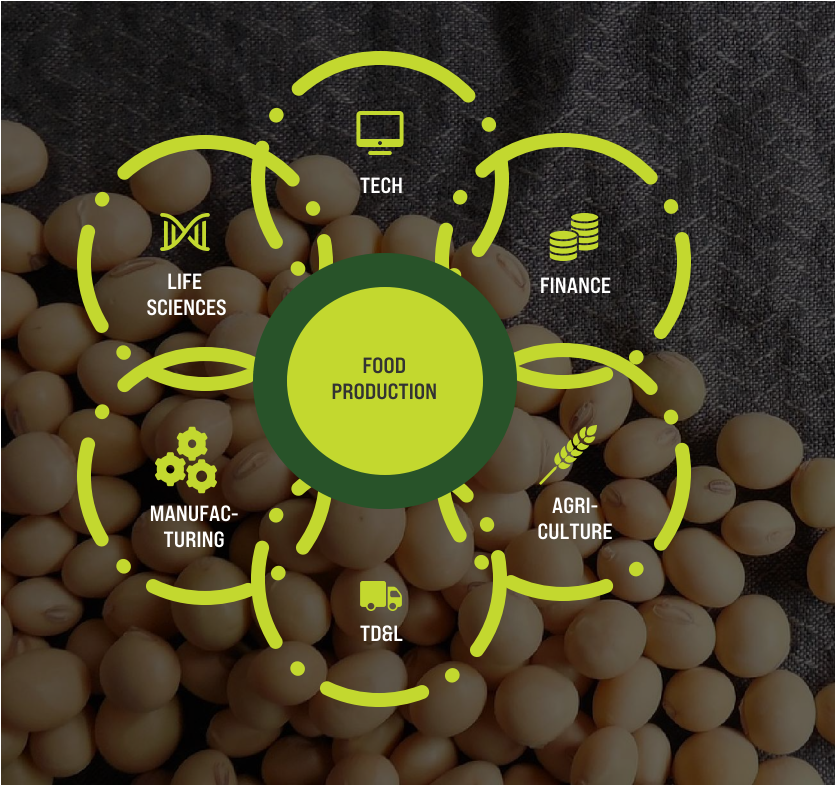 TECH
LIFE
SCIENCES
FINANCE
FOOD
PRODUCTION
MANUFAC-
TURING
AGRI-
CULTURE
TD&L